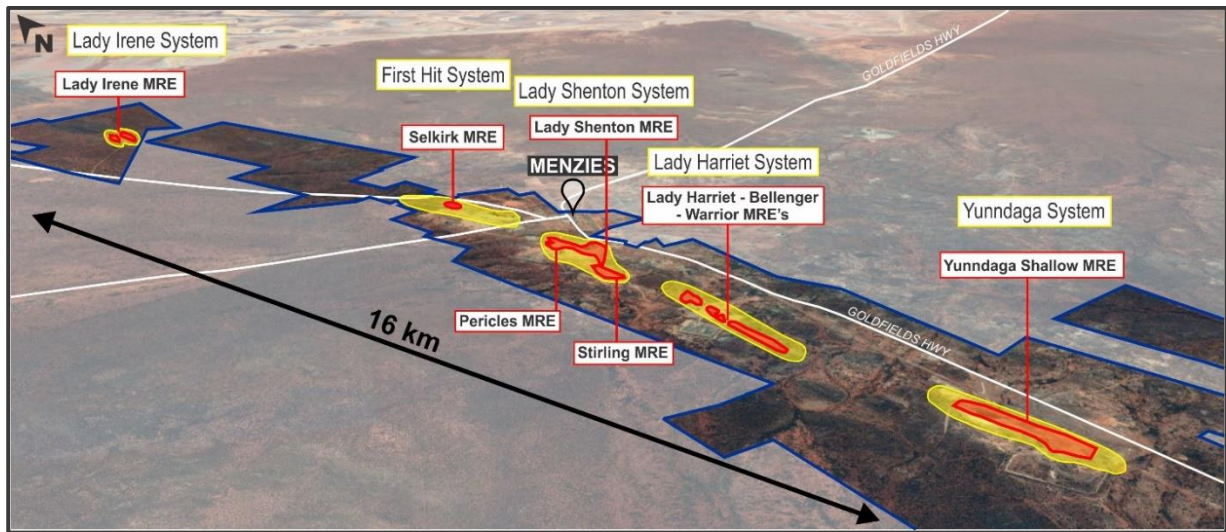 N
Lady Irene System
Lady Irene MRE
First Hit System
Selkirk MRE
Lady Shenton System
Lady Shenton MRE
MENZIES
GOLDFIELDS HWY
Lady Harriet System
Lady Harriet - Bellenger
- Warrior MRE's
Yunndaga System
Yunndaga Shallow MRE
Pericles MRE
Stirling MRE
16 km
GOLDFIELDS HWY